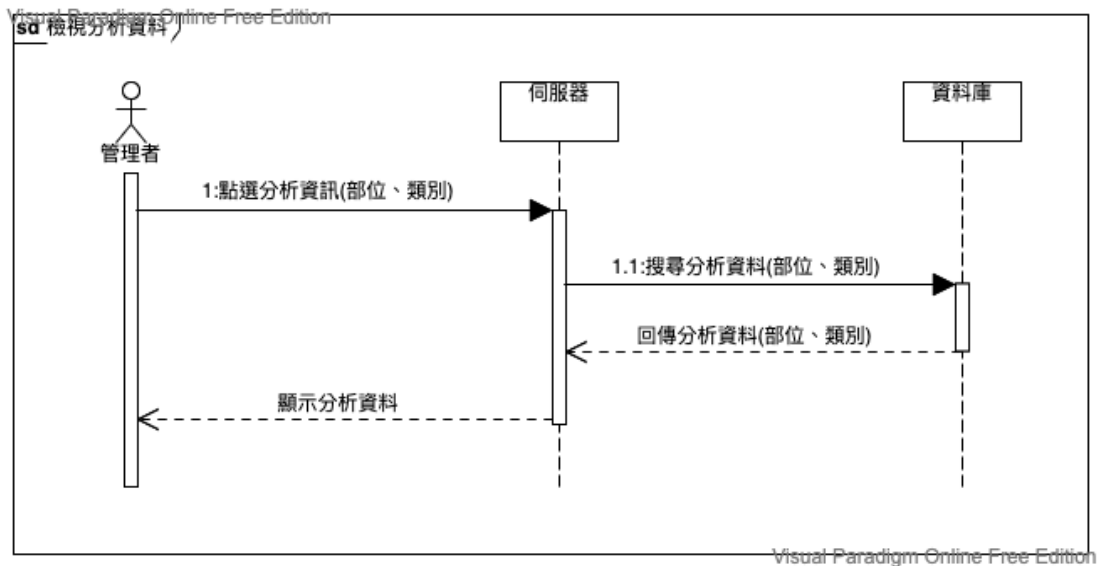 Visual Paradigm Online Free Edition
sd 檢視分析資料
伺服器
資料庫
管理者
1:點選分析資訊(部位、類別)
1.1:搜尋分析資料(部位、類別)
回傳分析資料(部位、類別)
顯示分析資料
Visual Paradigm Online Free Edition